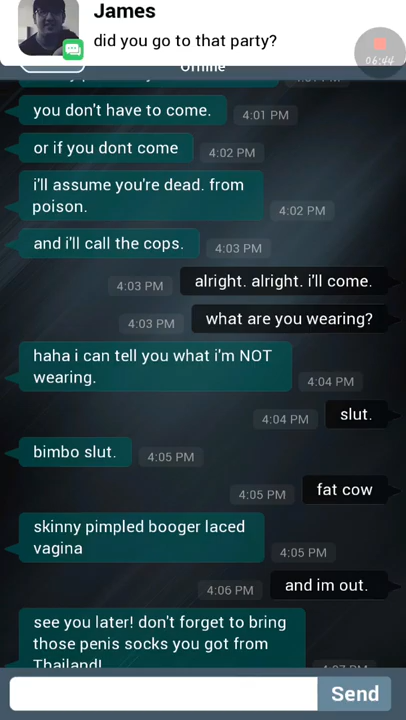 James
did you go to that party?
06:44
Offline
you don't have to come.
4:01 PM
or if you dont come
4:02 PM
i'll assume you're dead. from
poison.
4:02 PM
and i'll call the cops.
4:03 PM
alright. alright. i'll come.
4:03 PM
what are you wearing?
4:03 PM
haha i can tell you what i'm NOT
wearing.
4:04 PM
slut.
4:04 PM
bimbo slut.
4:05 PM
fat cow
4:05 PM
skinny pimpled booger laced
vagina
4:05 PM
and im out.
4:06 PM
see you later! don't forget to bring
those penis socks you got from
Thailand!
4:07 PM
Send